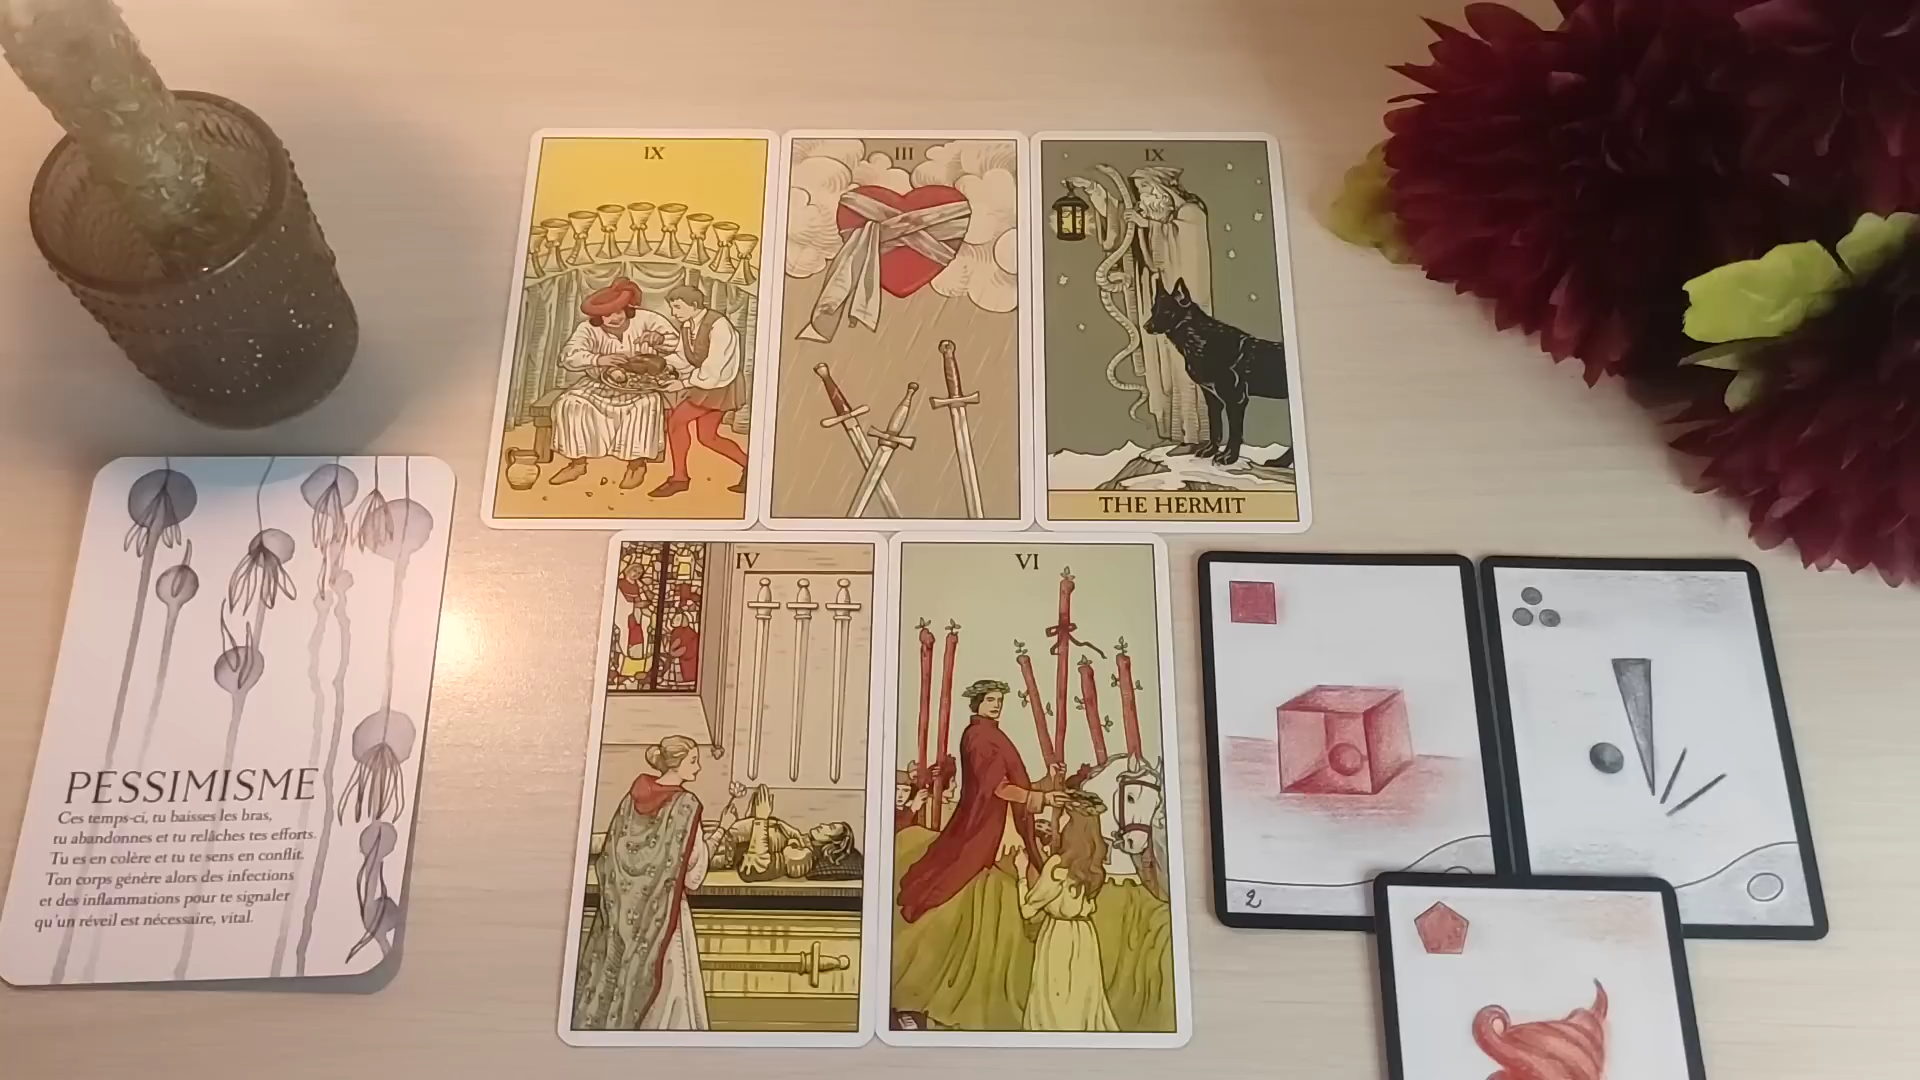 IX
III
IX
THE HERMIT
IV
VI
PESSIMISME
Ces temps-ci, tu baisses les bras,
tu abandonnes et tu relâches tes efforts.
Tu es en colère et tu te sens en conflit.
Ton corps génère alors des infections
et des inflammations pour te signaler
qu'un réveil est nécessaire, vital.
2